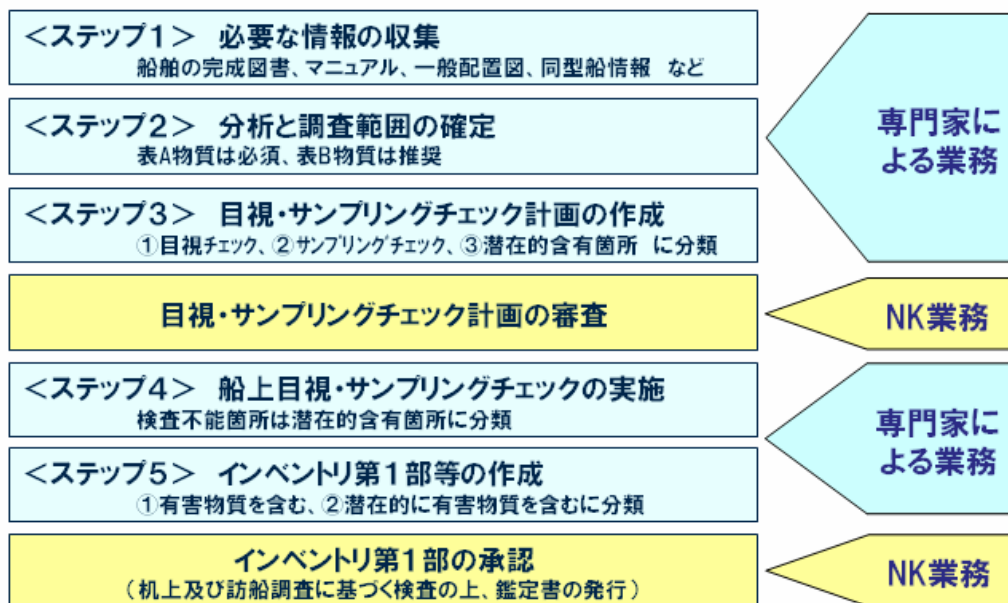 ＜ステップ１＞ 必要な情報の収集
船舶の完成図書、マニュアル、一般配置図、同型船情報 など
＜ステップ２＞ 分析と調査範囲の確定
表A物質は必須、表B物質は推奨
＜ステップ３＞ 目視・サンプリングチェック計画の作成
①目視チェック、②サンプリングチェック、③潜在的含有箇所 に分類
専門家に
よる業務
目視・サンプリングチェック計画の審査
NK業務
＜ステップ４＞ 船上目視・サンプリングチェックの実施
検査不能箇所は潜在的含有箇所に分類
＜ステップ５＞ インベントリ第１部等の作成
①有害物質を含む、②潜在的に有害物質を含むに分類
専門家に
よる業務
インベントリ第１部の承認
（机上及び訪船調査に基づく検査の上、鑑定書の発行）
NK業務